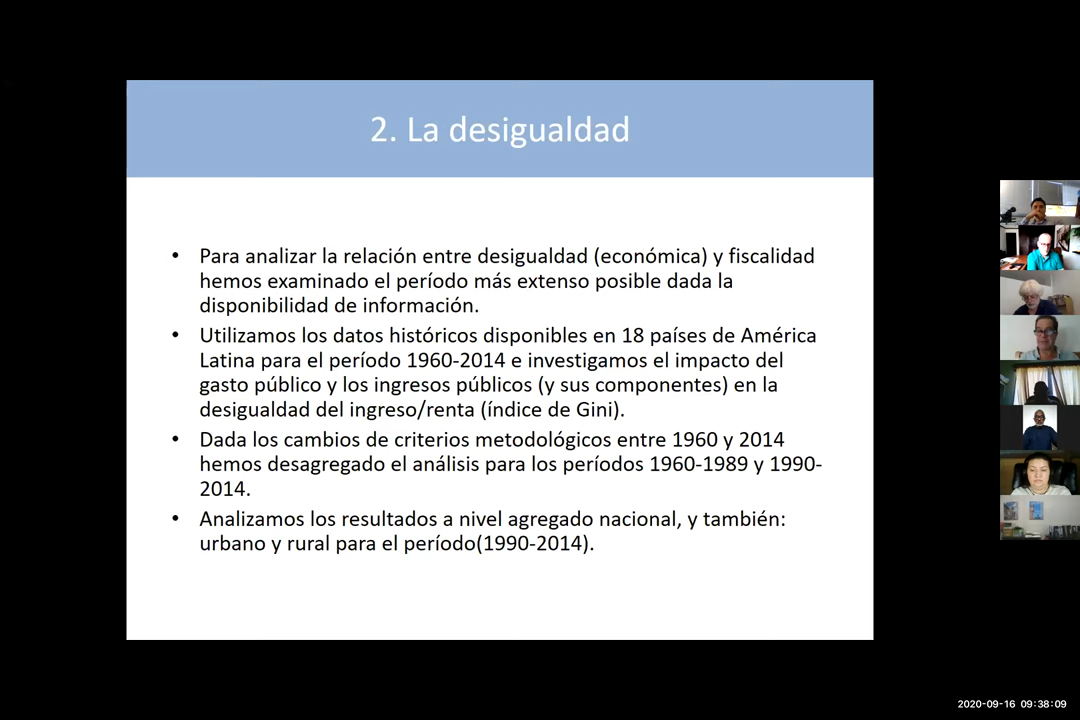 2. La desigualdad
• Para analizar la relación entre desigualdad (económica) y fiscalidad
hemos examinado el período más extenso posible dada la
disponibilidad de información.
• Utilizamos los datos históricos disponibles en 18 países de América
Latina para el período 1960-2014 e investigamos el impacto del
gasto público y los ingresos públicos (y sus componentes) en la
desigualdad del ingreso/renta (índice de Gini).
• Dada los cambios de criterios metodológicos entre 1960 y 2014
hemos desagregado el análisis para los períodos 1960-1989 y 1990-
2014.
• Analizamos los resultados a nivel agregado nacional, y también:
urbano y rural para el período(1990-2014).
2020-09-16 09:38:09